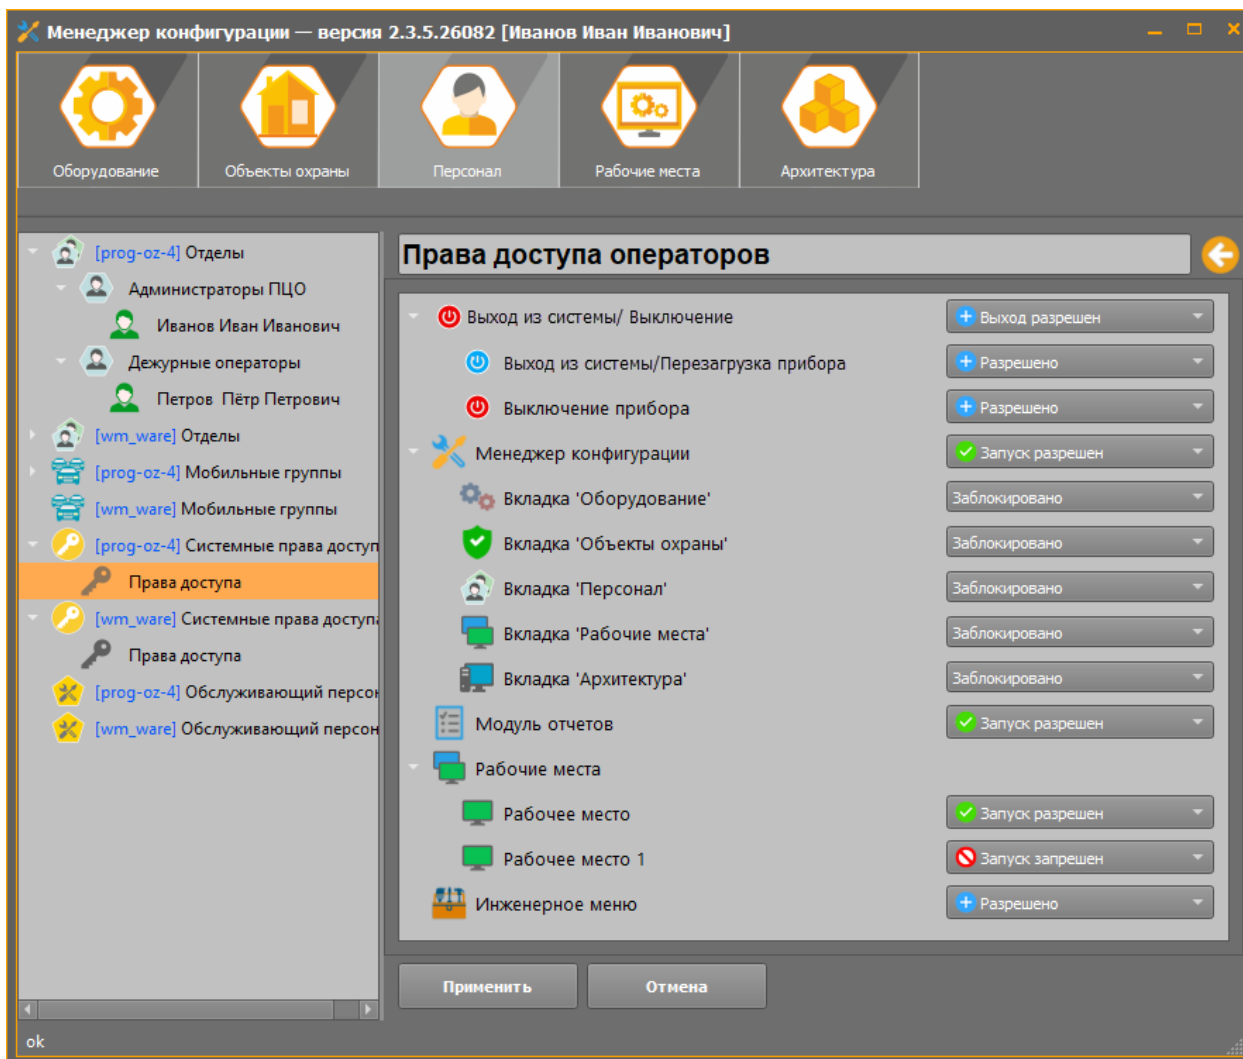 Менеджер конфигурации — версия 2.3.5.26082 [Иванов Иван Иванович]
Оборудование
Объекты охраны
Персонал
Рабочие места
Архитектура
[prog-oz-4] Отделы
Администраторы ПЦО
Иванов Иван Иванович
Дежурные операторы
Петров Пётр Петрович
[wm_ware] Отделы
[prog-oz-4] Мобильные группы
[wm_ware] Мобильные группы
[prog-oz-4] Системные права доступ
Права доступа
[wm_ware] Системные права доступа
Права доступа
[prog-oz-4] Обслуживающий персон
[wm_ware] Обслуживающий персон
Права доступа операторов
Выход из системы/ Выключение Выход разрешен
Выход из системы/Перезагрузка прибора Разрешено
Выключение прибора Разрешено
Менеджер конфигурации Запуск разрешен
Вкладка 'Оборудование' Заблокировано
Вкладка 'Объекты охраны' Заблокировано
Вкладка 'Персонал' Заблокировано
Вкладка 'Рабочие места' Заблокировано
Вкладка 'Архитектура' Заблокировано
Модуль отчетов Запуск разрешен
Рабочие места
Рабочее место Запуск разрешен
Рабочее место 1 Запуск запрешен
Инженерное меню Разрешено
Применить Отмена
ok